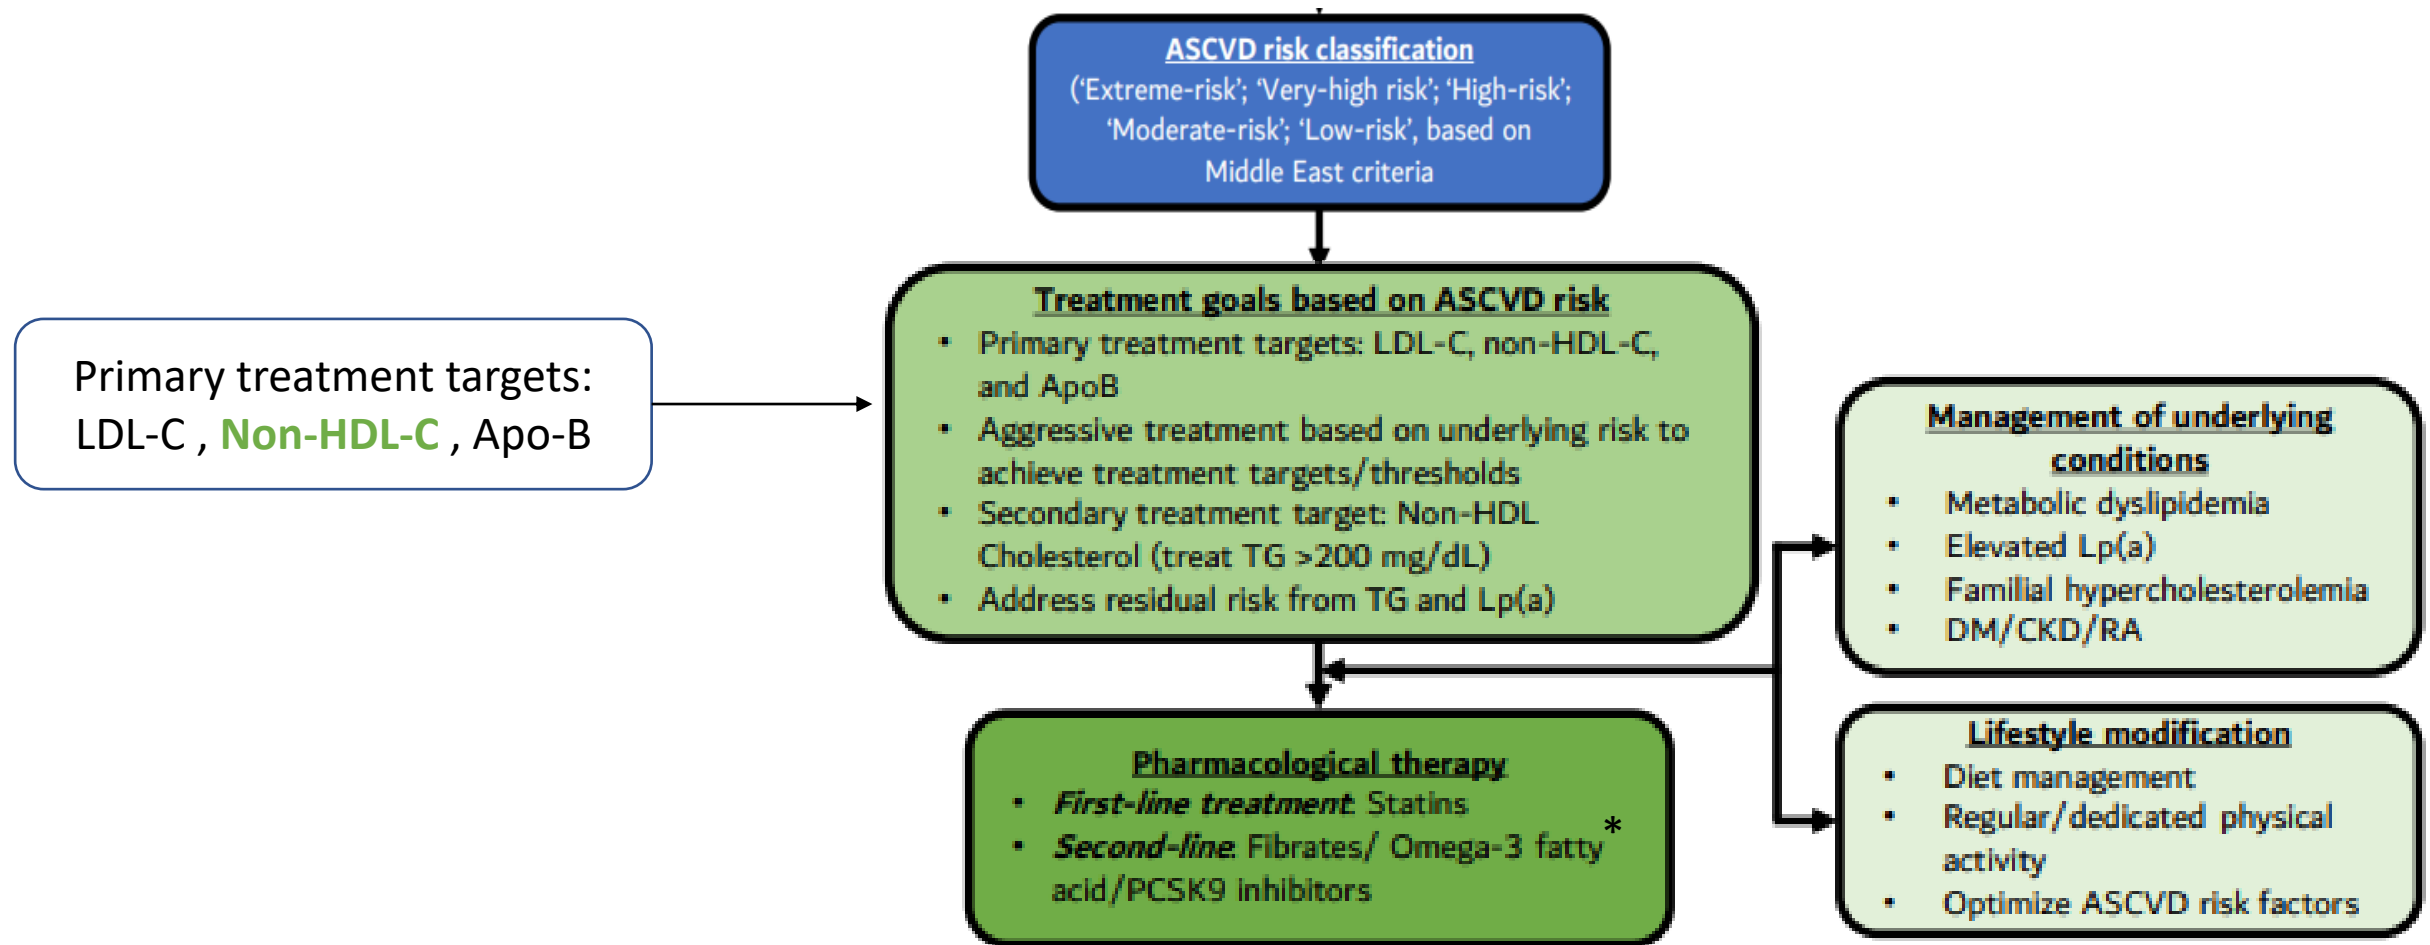 ASCVD risk classification
(‘Extreme-risk’; ‘Very-high risk’; ‘High-risk’;
‘Moderate-risk’; ‘Low-risk’, based on
Middle East criteria
Primary treatment targets:
LDL-C , Non-HDL-C , Apo-B
Treatment goals based on ASCVD risk
• Primary treatment targets: LDL-C, non-HDL-C,
and ApoB
• Aggressive treatment based on underlying risk to
achieve treatment targets/thresholds
• Secondary treatment target: Non-HDL
Cholesterol (treat TG >200 mg/dL)
• Address residual risk from TG and Lp(a)
Management of underlying
conditions
• Metabolic dyslipidemia
• Elevated Lp(a)
• Familial hypercholesterolemia
• DM/CKD/RA
Pharmacological therapy
• First-line treatment: Statins
• Second-line: Fibrates/ Omega-3 fatty*
acid/PCSK9 inhibitors
Lifestyle modification
• Diet management
• Regular/dedicated physical
activity
• Optimize ASCVD risk factors